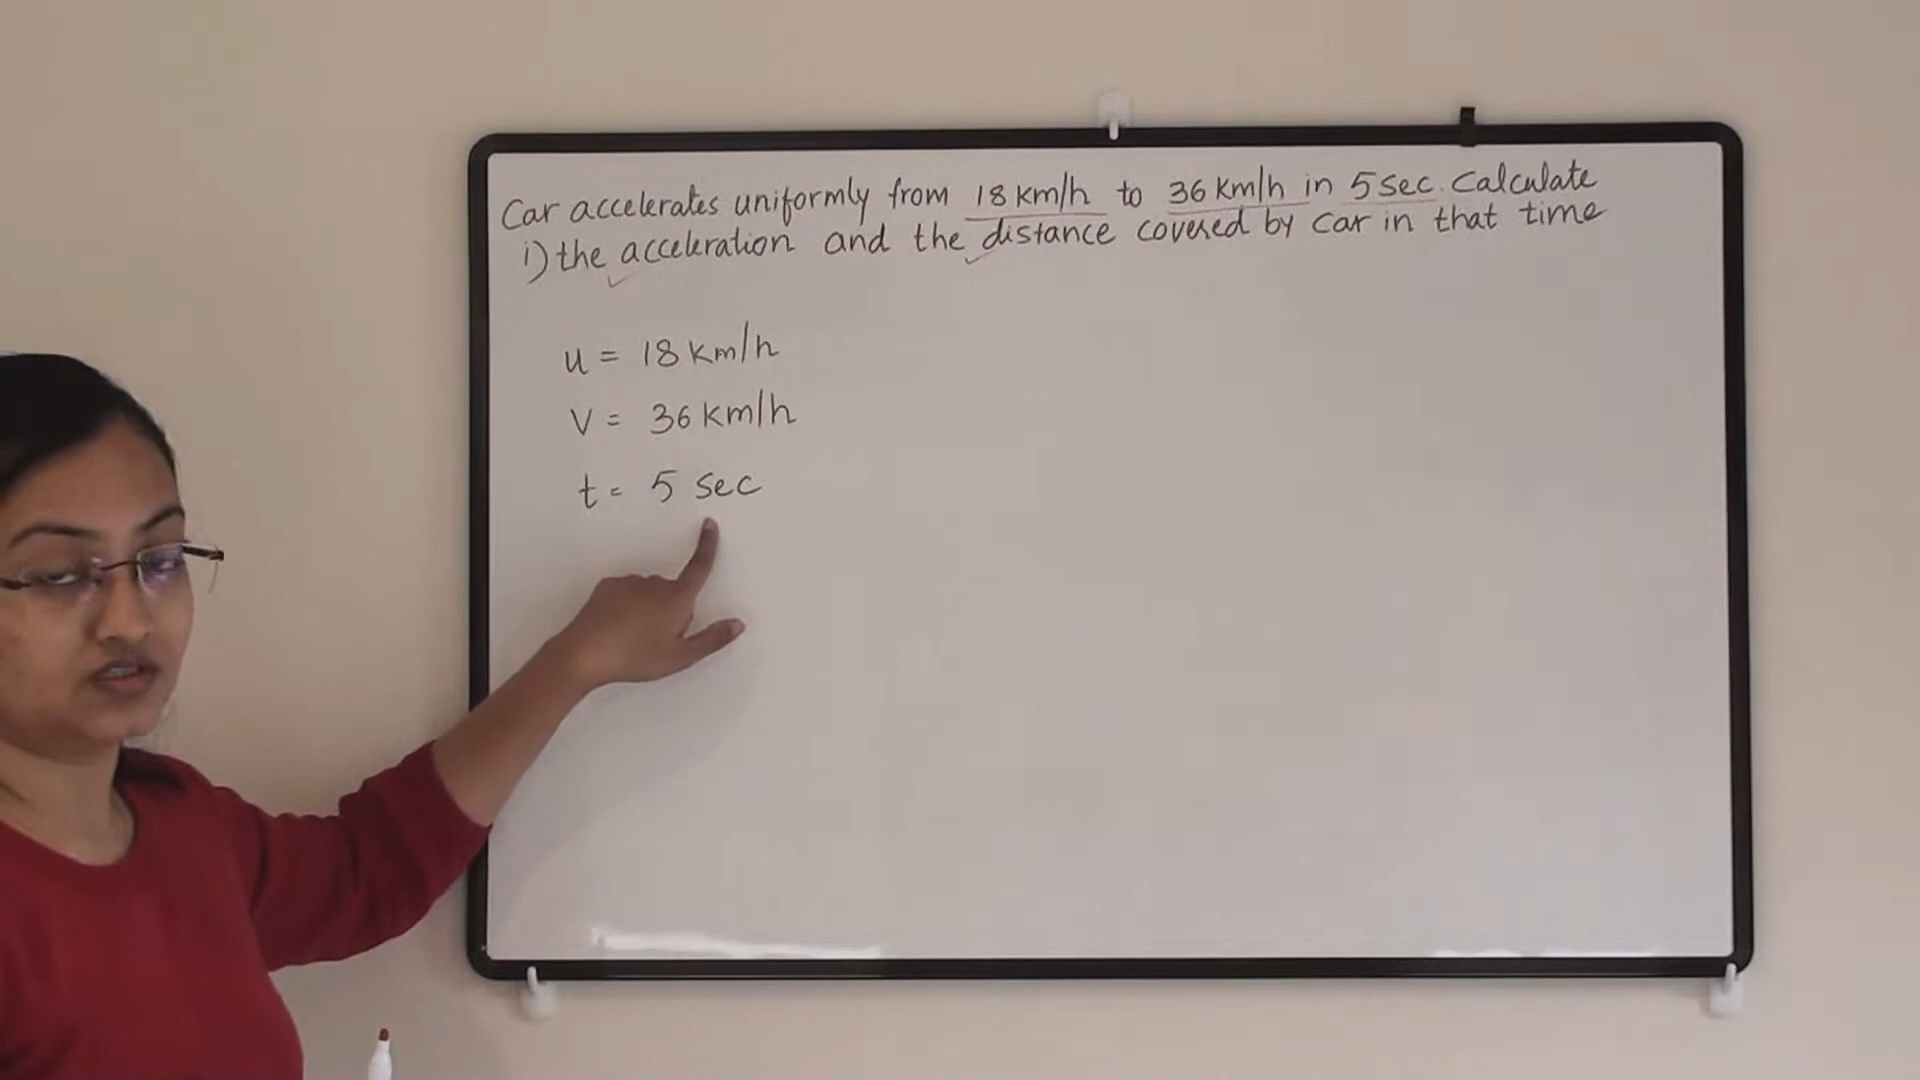 Car accelerates uniformly from 18 km/h to 36 km/h in 5 sec. Calculate
i) the acceleration and the distance covered by car in that time
u = 18 km/h
v = 36 km/h
t = 5 sec